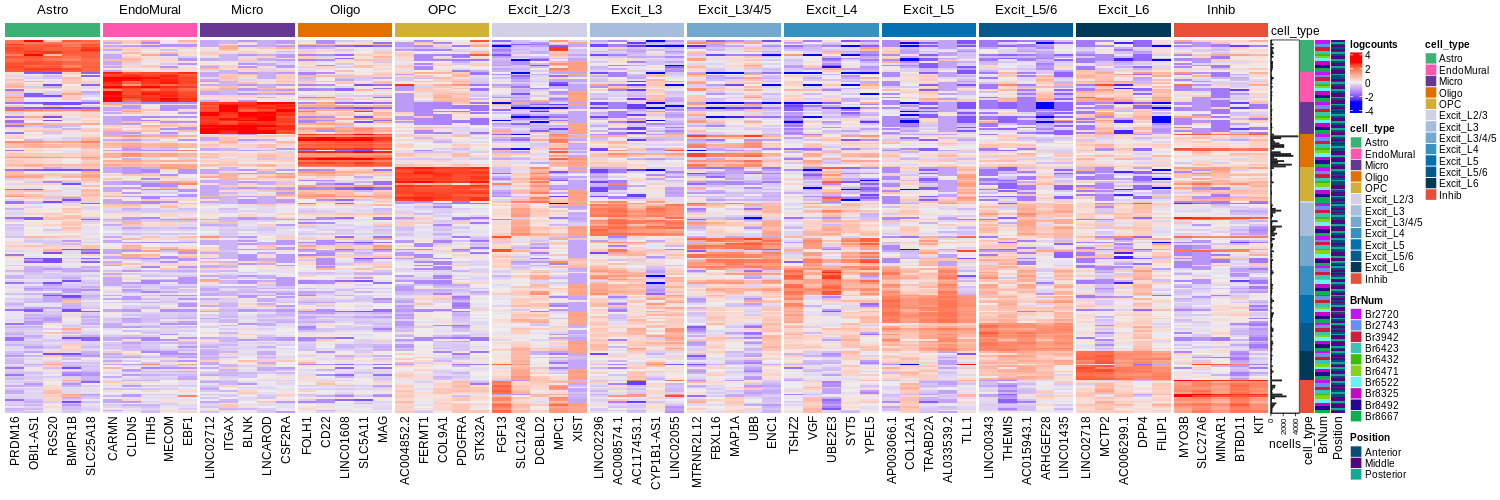 Astro EndoMural Micro Oligo OPC Excit_L2/3 Excit_L3 Excit_L3/4/5 Excit_L4 Excit_L5 Excit_L5/6 Excit_L6 Inhib
cell_type
PRDM16 OBI1-AS1 RGS20 BMPR1B SLC25A18
CARMN CLDN5 ITIH5 MECOM EBF1
LINC02712 ITGAX BLNK LNCAROD CSF2RA
FOLH1 CD22 LINC01608 SLC5A11 MAG
AC004852.2 FERMT1 COL9A1 PDGFRA STK32A
FGF13 SLC12A8 DCBLD2 MPC1 XIST
LINC02296 AC008574.1 AC117453.1 CYP1B1-AS1 LINC02055
MTRNR2L12 FBXL16 MAP1A UBB ENC1
TSHZ2 VGF UBE2E3 SYT5 YPEL5
AP003066.1 COL12A1 TRABD2A AL033539.2 TLL1
LINC00343 THEMIS AC015943.1 ARHGEF28 LINC01435
LINC02718 MCTP2 AC006299.1 DPP4 FILIP1
MYO3B SLC27A6 MINAR1 BTBD11 KIT
0 2000 4000
ncells
cell_type
BrNum
Position
logcounts
4
2
0
-2
-4
cell_type
Astro
EndoMural
Micro
Oligo
OPC
Excit_L2/3
Excit_L3
Excit_L3/4/5
Excit_L4
Excit_L5
Excit_L5/6
Excit_L6
Inhib
BrNum
Br2720
Br2743
Br3942
Br6423
Br6432
Br6471
Br6522
Br8325
Br8492
Br8667
Position
Anterior
Middle
Posterior
cell_type
Astro
EndoMural
Micro
Oligo
OPC
Excit_L2/3
Excit_L3
Excit_L3/4/5
Excit_L4
Excit_L5
Excit_L5/6
Excit_L6
Inhib